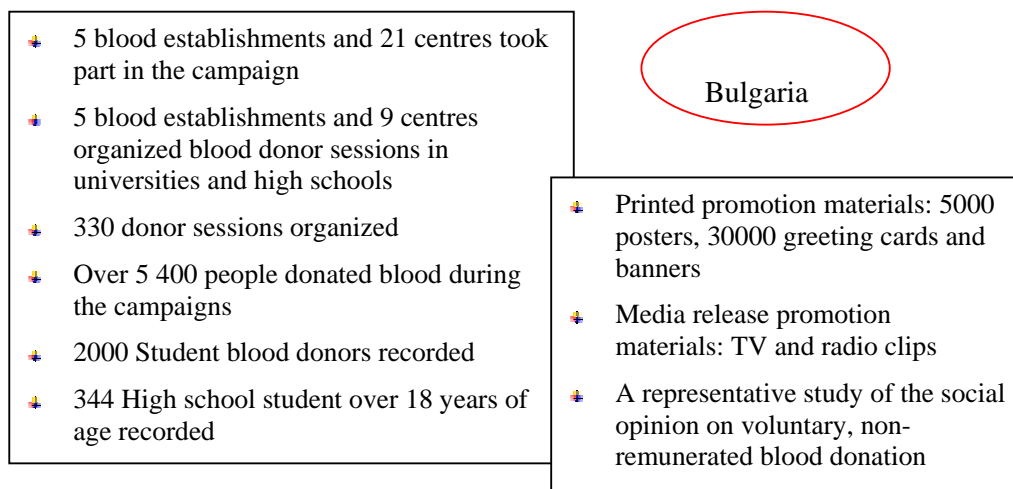 5 blood establishments and 21 centres took
part in the campaign
5 blood establishments and 9 centres
organized blood donor sessions in
universities and high schools
330 donor sessions organized
Over 5 400 people donated blood during
the campaigns
2000 Student blood donors recorded
344 High school student over 18 years of
age recorded
Bulgaria
Printed promotion materials: 5000
posters, 30000 greeting cards and
banners
Media release promotion
materials: TV and radio clips
A representative study of the social
opinion on voluntary, non-
remunerated blood donation